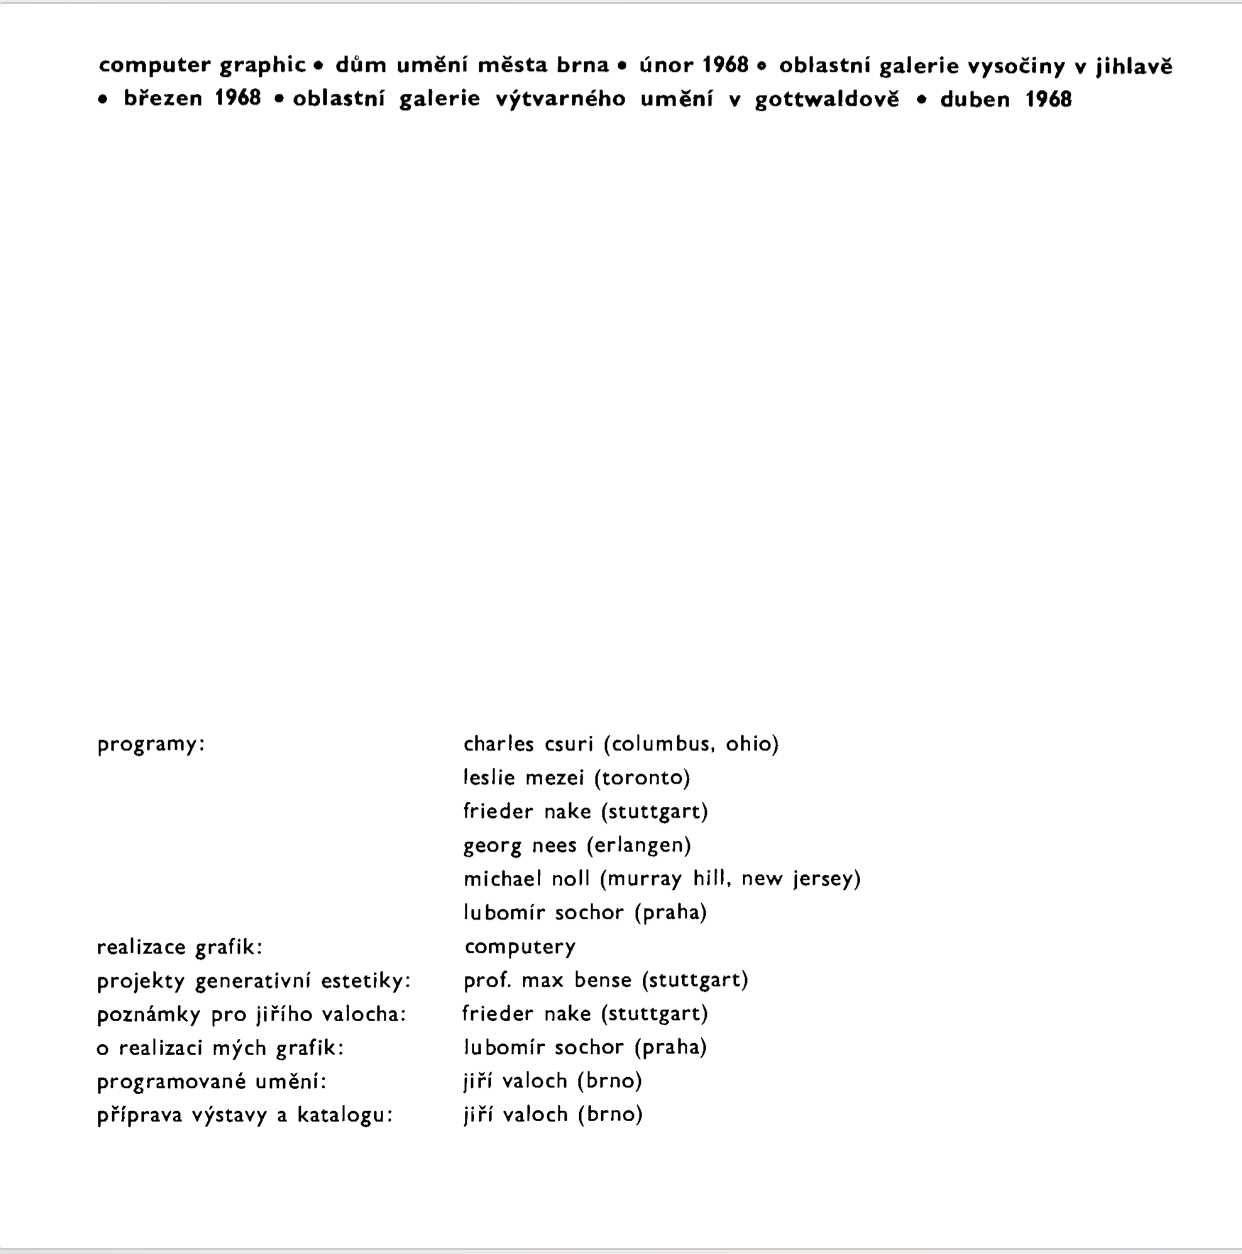 computer graphic • dům umění města brna • únor 1968 • oblastní galerie vysočiny v jihlavě
• březen 1968 • oblastní galerie výtvarného umění v gottwaldově • duben 1968
programy: charles csuri (columbus, ohio)
leslie mezei (toronto)
frieder nake (stuttgart)
georg nees (erlangen)
michael noll (murray hill, new jersey)
lubomír sochor (praha)
realizace grafik: computery
projekty generativní estetiky: prof. max bense (stuttgart)
poznámky pro jiřího valocha: frieder nake (stuttgart)
o realizaci mých grafik: lubomír sochor (praha)
programované umění: jiří valoch (brno)
příprava výstavy a katalogu: jiří valoch (brno)